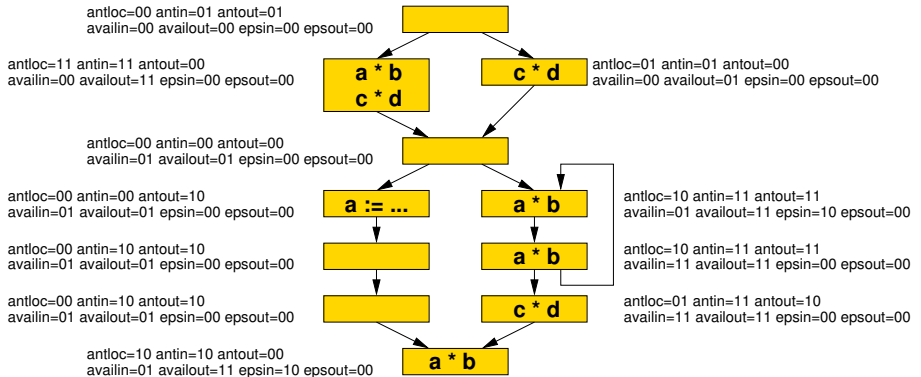 antloc=00 antin=01 antout=01
availin=00 availout=00 epsin=00 epsout=00
antloc=11 antin=11 antout=00
availin=00 availout=11 epsin=00 epsout=00
a * b
c * d
c * d
antloc=01 antin=01 antout=00
availin=00 availout=01 epsin=00 epsout=00
antloc=00 antin=00 antout=00
availin=01 availout=01 epsin=00 epsout=00
antloc=00 antin=00 antout=10
availin=01 availout=01 epsin=00 epsout=00
a := ...
a * b
antloc=10 antin=11 antout=11
availin=01 availout=11 epsin=10 epsout=00
antloc=00 antin=10 antout=10
availin=01 availout=01 epsin=00 epsout=00
a * b
antloc=10 antin=11 antout=11
availin=11 availout=11 epsin=00 epsout=00
antloc=00 antin=10 antout=10
availin=01 availout=01 epsin=00 epsout=00
c * d
antloc=01 antin=11 antout=10
availin=11 availout=11 epsin=00 epsout=00
antloc=10 antin=10 antout=00
availin=01 availout=11 epsin=10 epsout=00
a * b